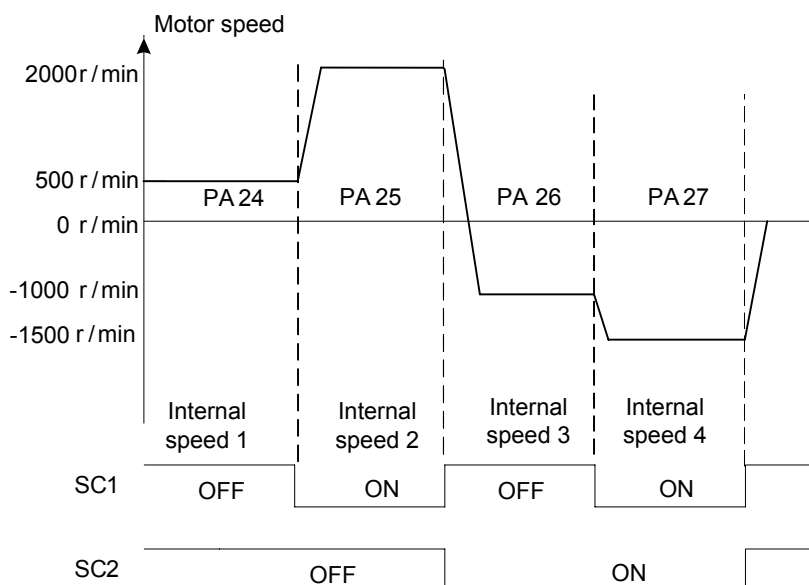 Motor speed
2000 r/min
500 r/min
PA 24
PA 25
PA 26
PA 27
0 r/min
-1000 r/min
-1500 r/min
Internal speed 1
Internal speed 2
Internal speed 3
Internal speed 4
SC1
OFF
ON
OFF
ON
SC2
OFF
ON